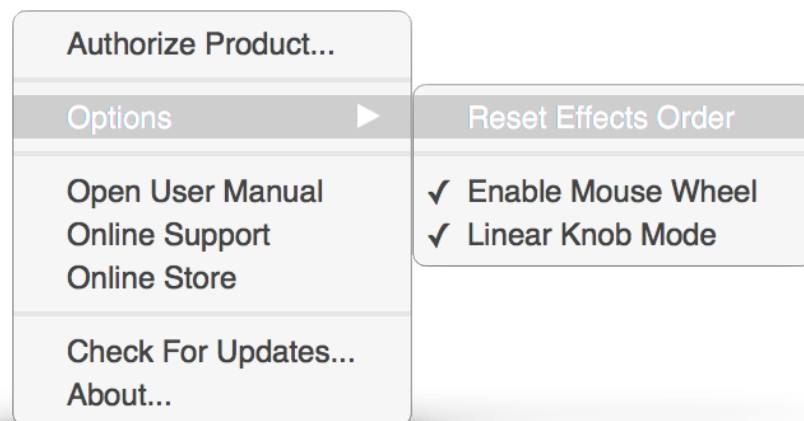 Authorize Product...
Options
Reset Effects Order
Open User Manual
Enable Mouse Wheel
Online Support
Linear Knob Mode
Online Store
Check For Updates...
About...